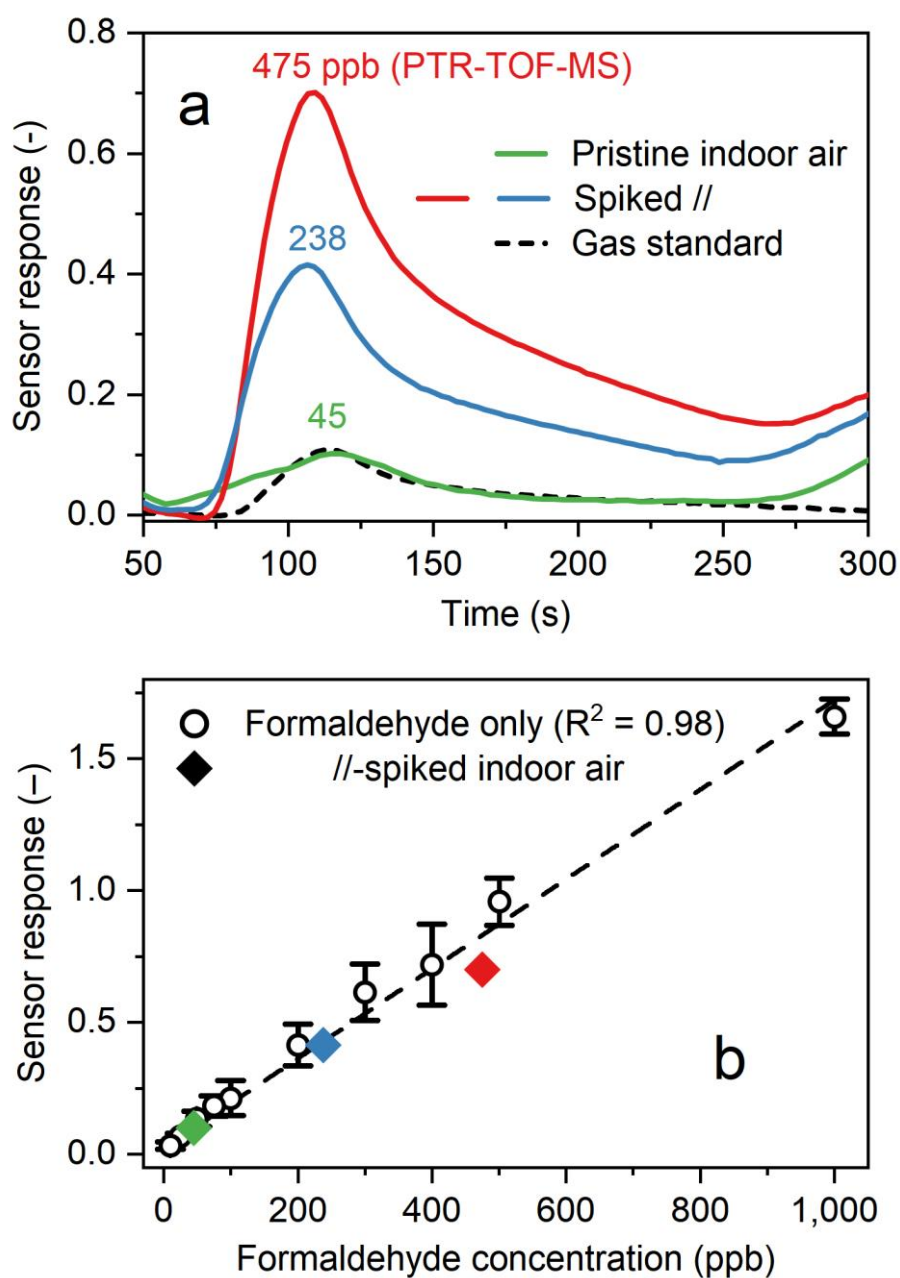 0.8
0.6
0.4
0.2
0.0
Sensor response (-)
a
475 ppb (PTR-TOF-MS)
Pristine indoor air
Spiked //
Gas standard
238
45
50 100 150 200 250 300
Time (s)
1.5
1.0
0.5
0.0
Sensor response (–)
Formaldehyde only (R² = 0.98)
//-spiked indoor air
b
0 200 400 600 800 1,000
Formaldehyde concentration (ppb)